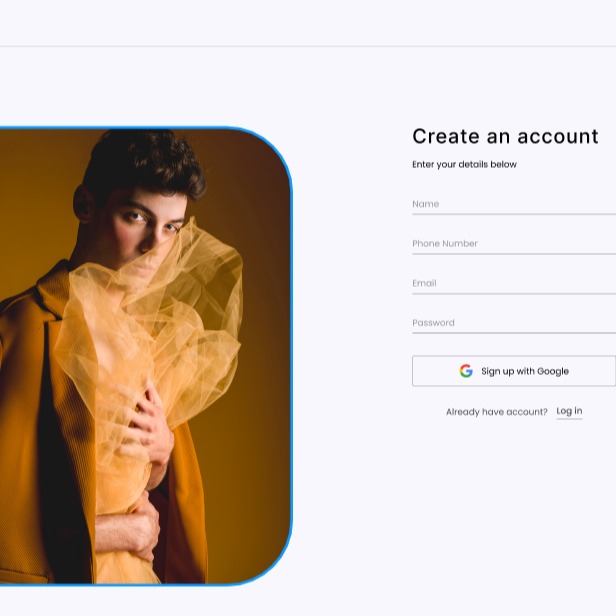 Create an account
Enter your details below
Name
Phone Number
Email
Password
Sign up with Google
Already have account? Log in